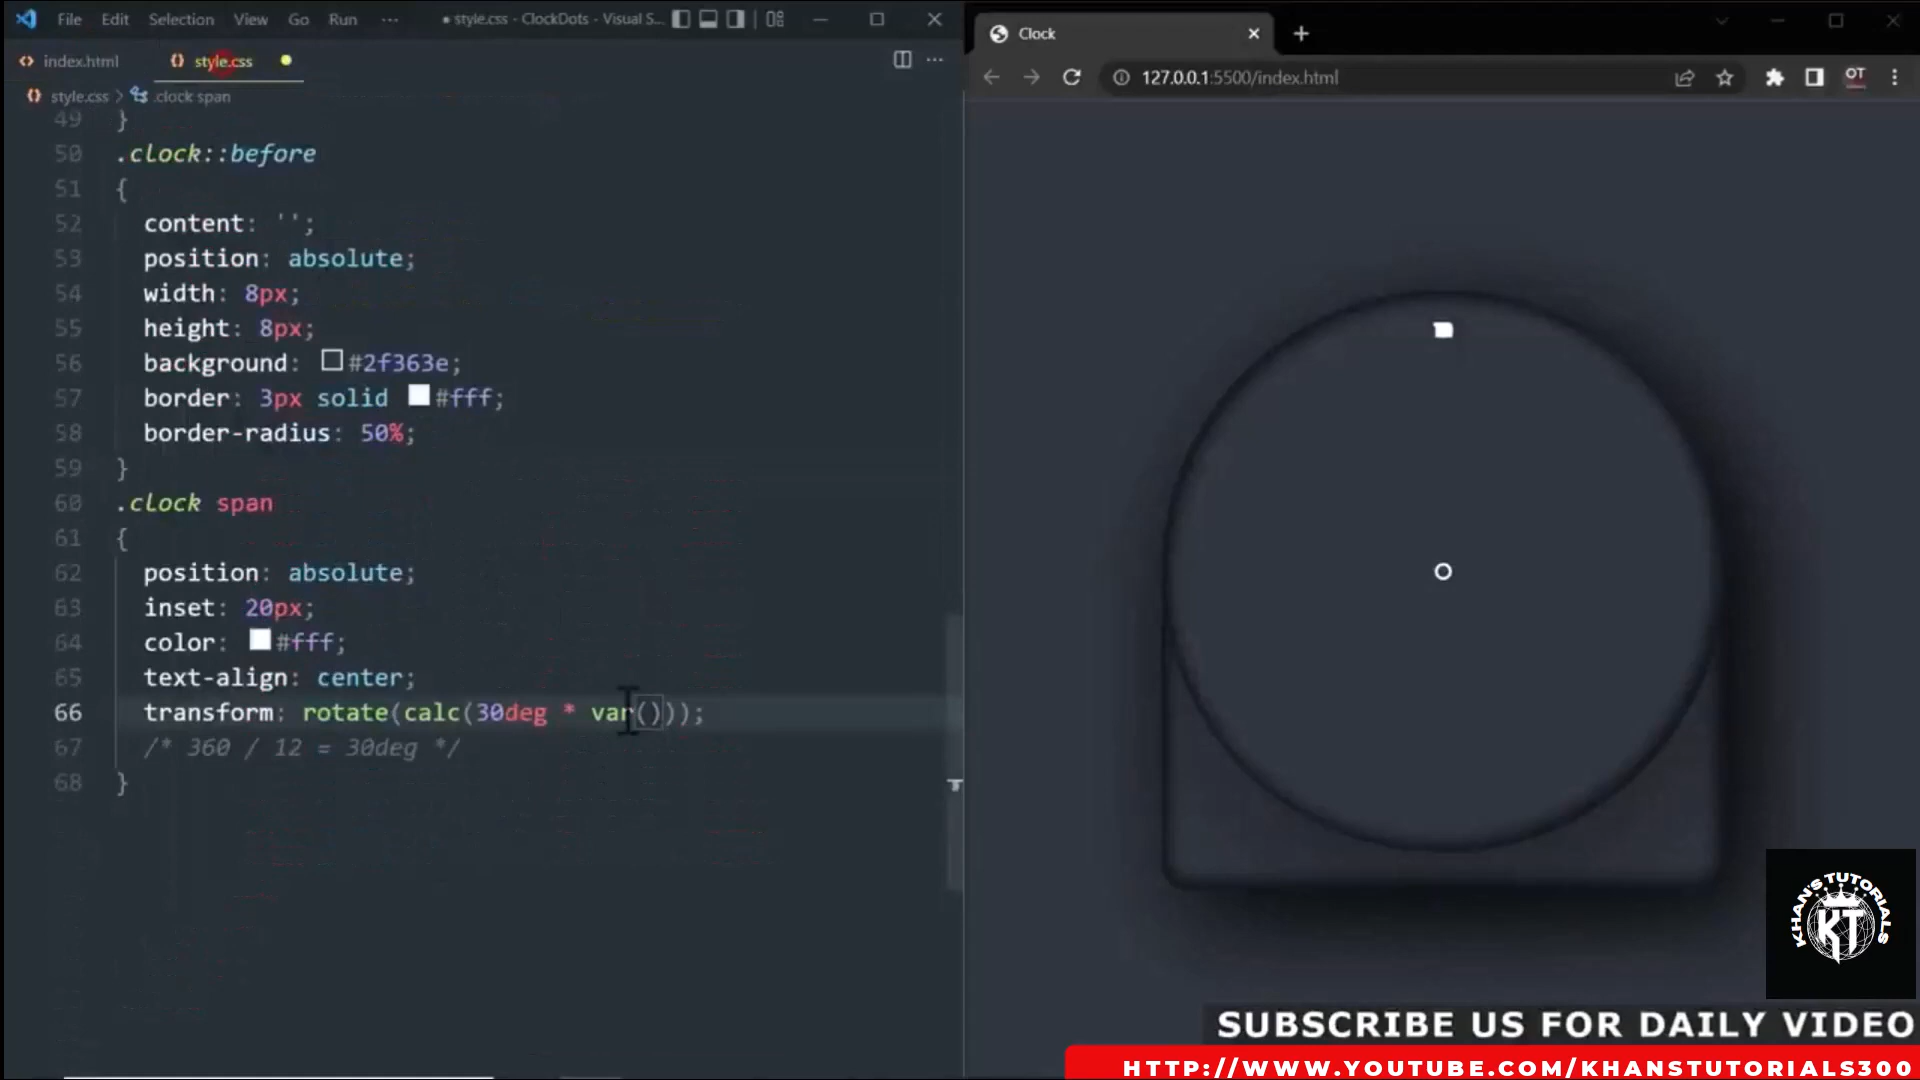 File Edit Selection View Go Run ··· ● style.css - ClockDots - Visual S...
index.html style.css
style.css > .clock span
49 }
50 .clock::before
51 {
52 content: '';
53 position: absolute;
54 width: 8px;
55 height: 8px;
56 background: #2f363e;
57 border: 3px solid #fff;
58 border-radius: 50%;
59 }
60 .clock span
61 {
62 position: absolute;
63 inset: 20px;
64 color: #fff;
65 text-align: center;
66 transform: rotate(calc(30deg * var()));
67 /* 360 / 12 = 30deg */
68 }
Clock
127.0.0.1:5500/index.html
OT
KHAN'S TUTORIALS
KT
SUBSCRIBE US FOR DAILY VIDEO
HTTP://WWW.YOUTUBE.COM/KHANSTUTORIALS300